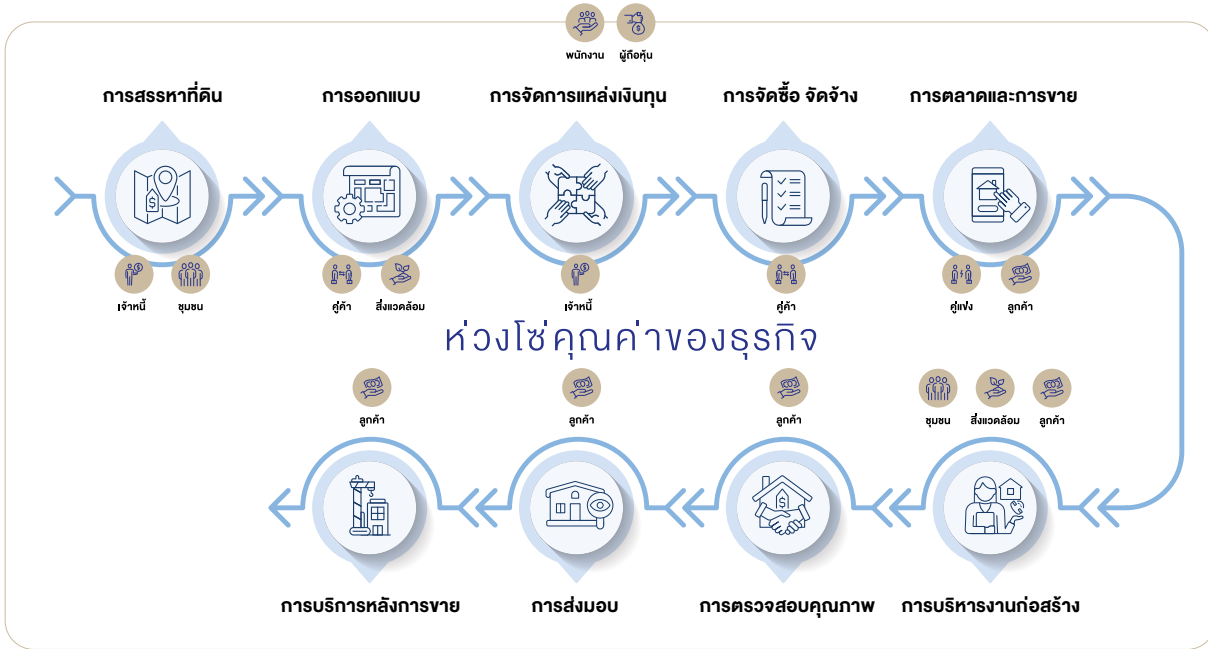 พนักงาน ผู้ถือหุ้น
การสรรหาที่ดิน การออกแบบ การจัดการแหล่งเงินทุน การจัดซื้อ จัดจ้าง การตลาดและการขาย
$ $
เจ้าหนี้ ชุมชน คู่ค้า สิ่งแวดล้อม เจ้าหนี้ คู่ค้า คู่แข่ง ลูกค้า
ห่วงโซ่คุณค่าของธุรกิจ
ลูกค้า ลูกค้า ลูกค้า ชุมชน สิ่งแวดล้อม ลูกค้า
$
การบริการหลังการขาย การส่งมอบ การตรวจสอบคุณภาพ การบริหารงานก่อสร้าง